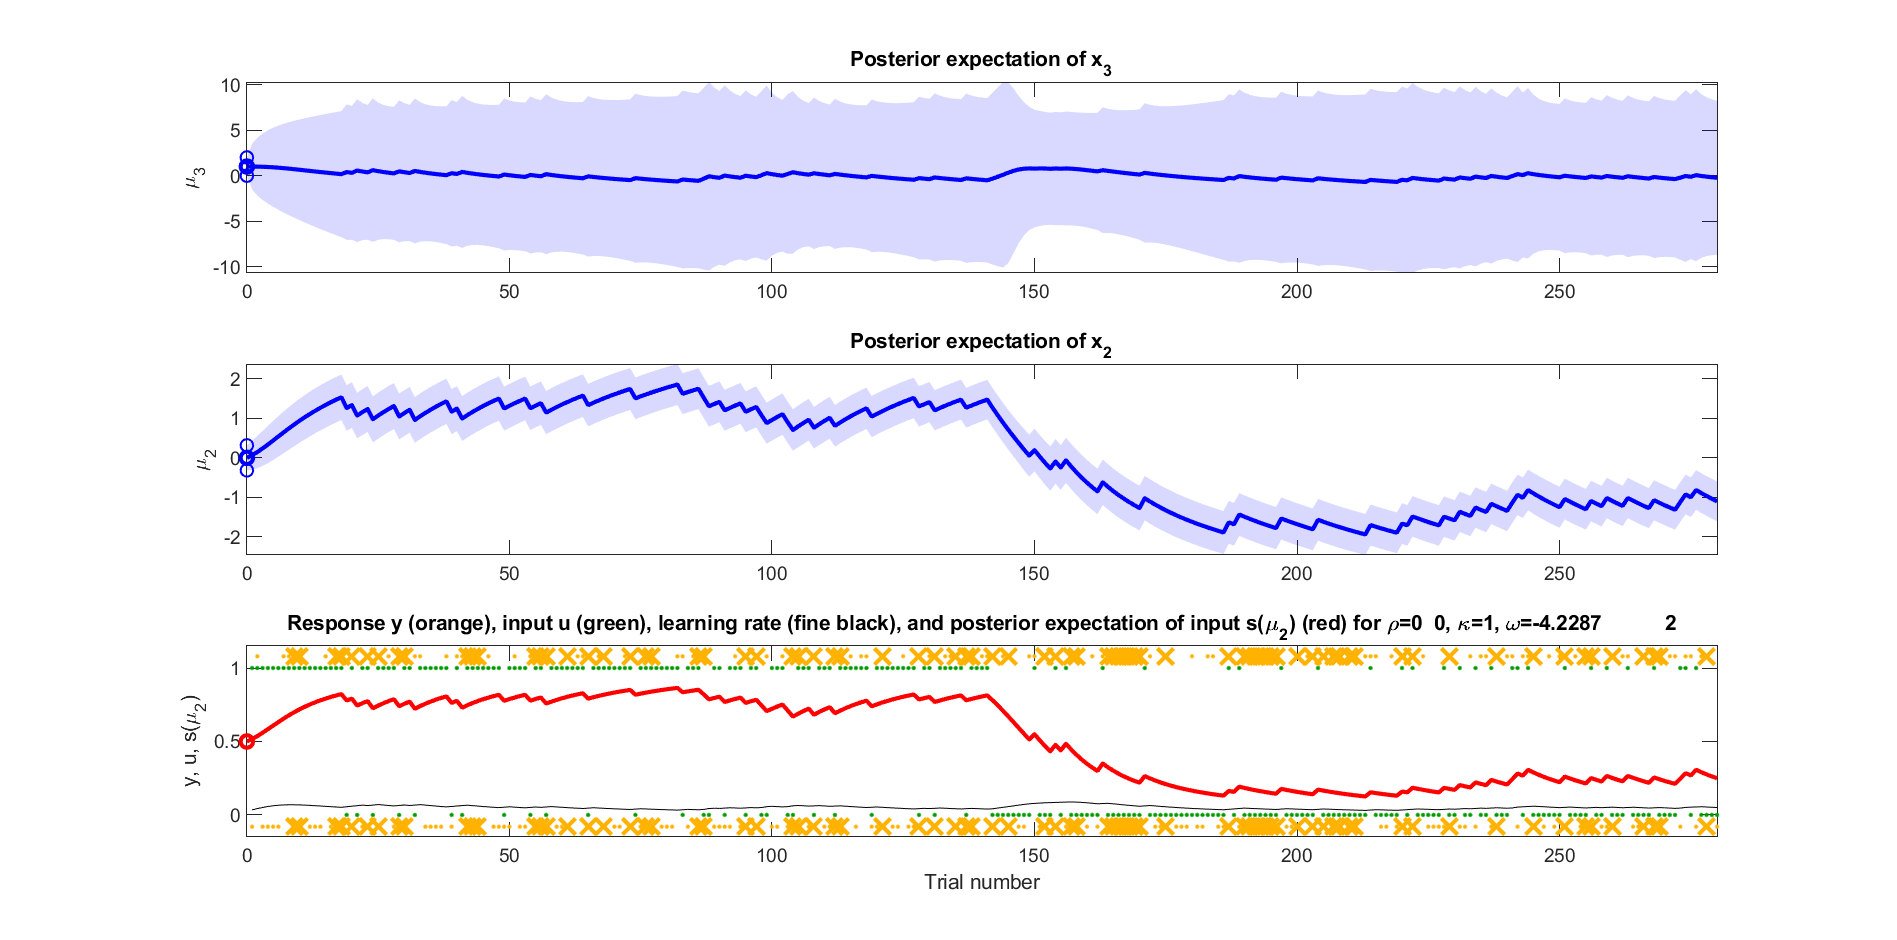 Posterior expectation of x₃
10
5
0
-5
-10
μ₃
0 50 100 150 200 250
Posterior expectation of x₂
2
1
0
-1
-2
μ₂
0 50 100 150 200 250
Response y (orange), input u (green), learning rate (fine black), and posterior expectation of input s(μ₂) (red) for ρ=0 0, κ=1, ω=-4.2287 2
1
0.5
0
y, u, s(μ₂)
0 50 100 150 200 250
Trial number